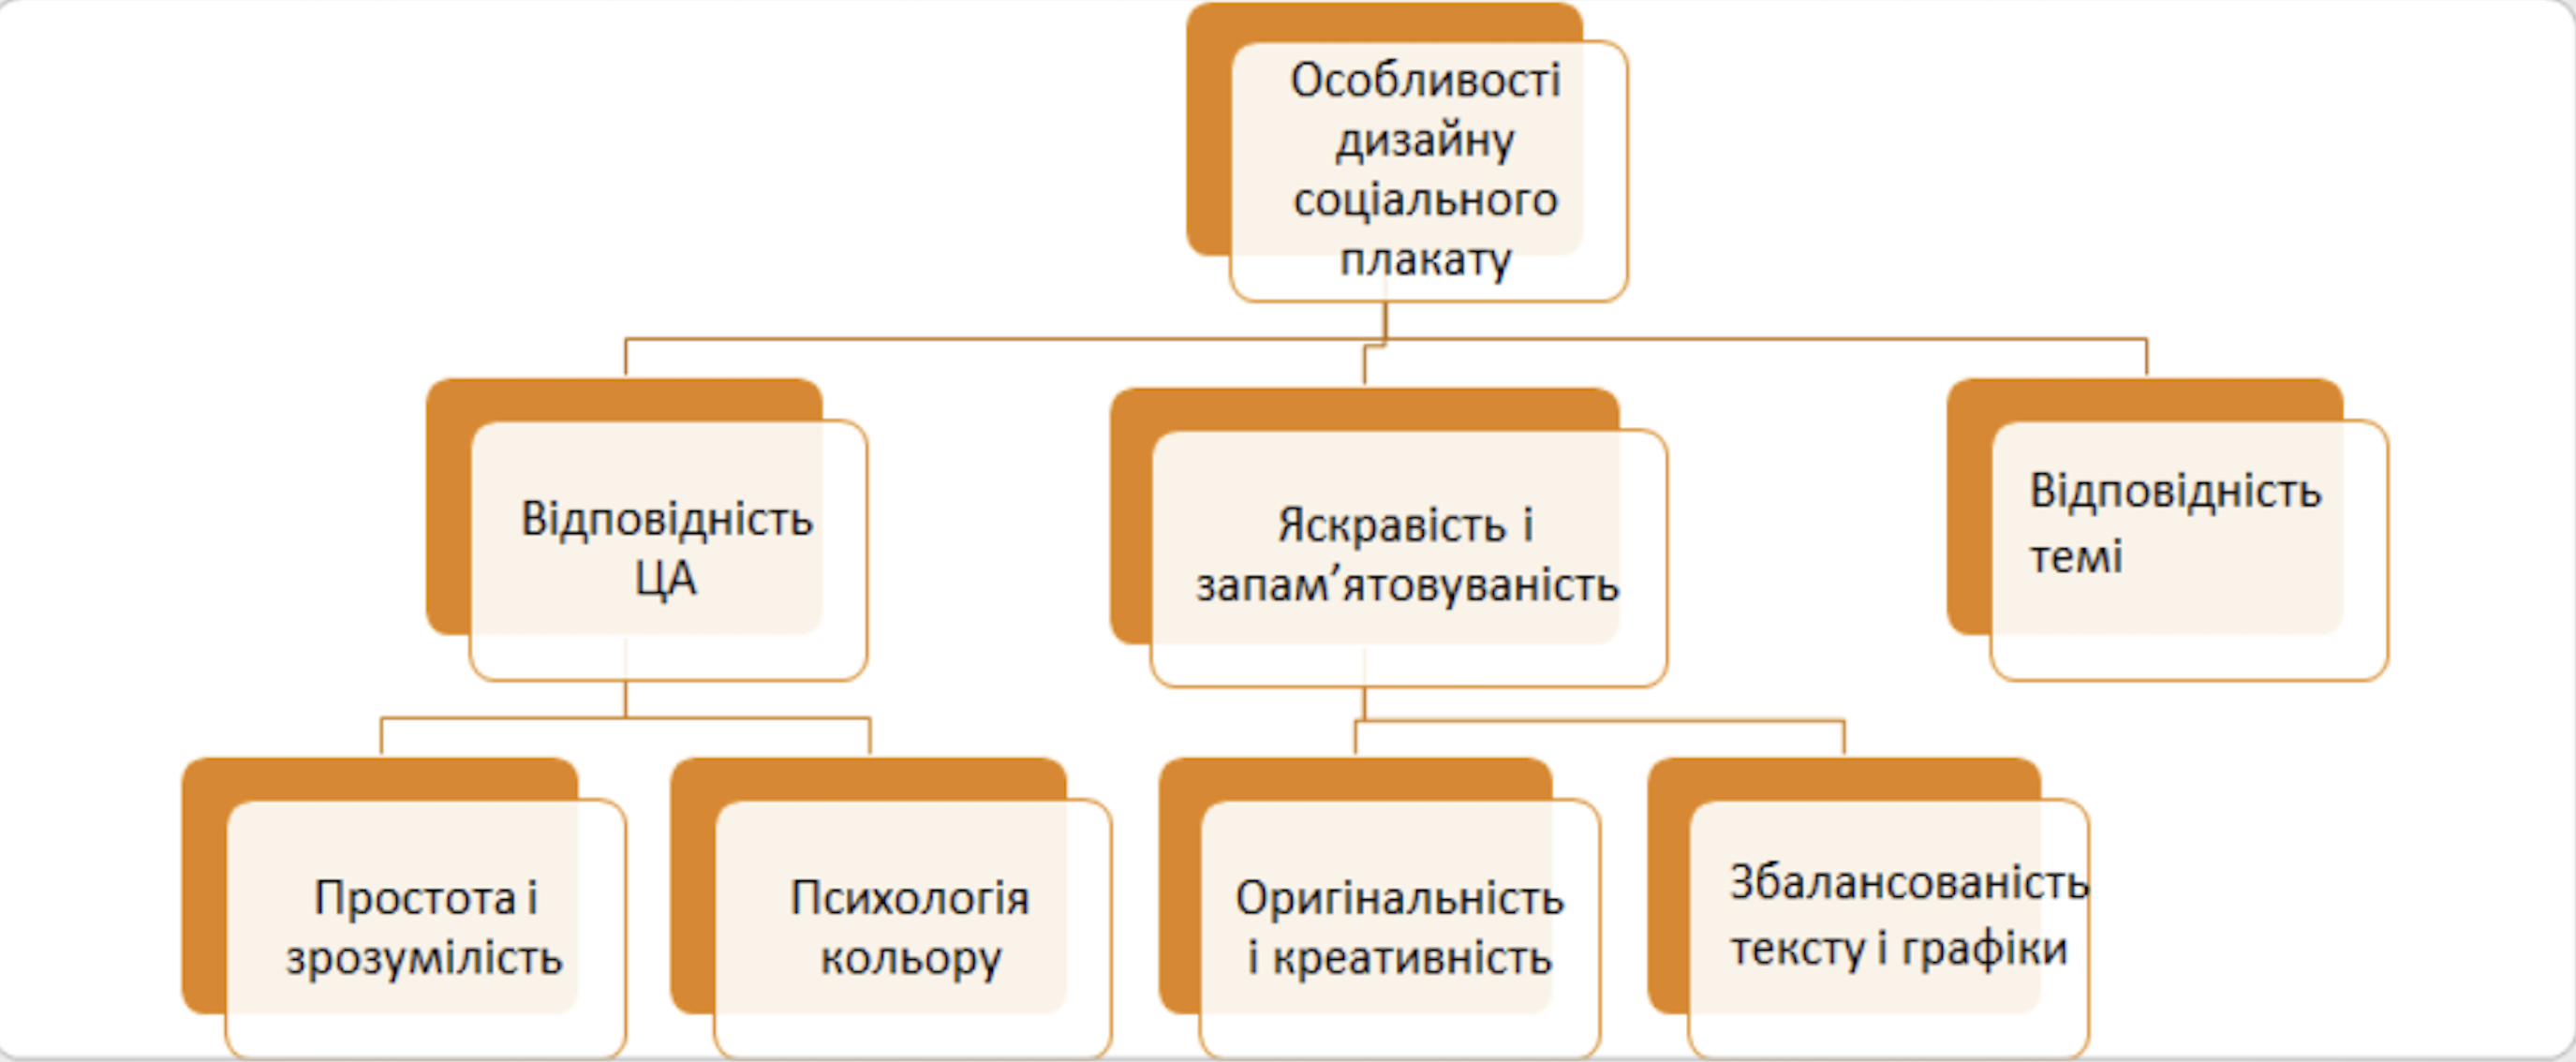 Особливості
дизайну
соціального
плакату
Відповідність
ЦА
Яскравість і
запам’ятовуваність
Відповідність
темі
Простота і
зрозумілість
Психологія
кольору
Оригінальність
і креативність
Збалансованість
тексту і графіки